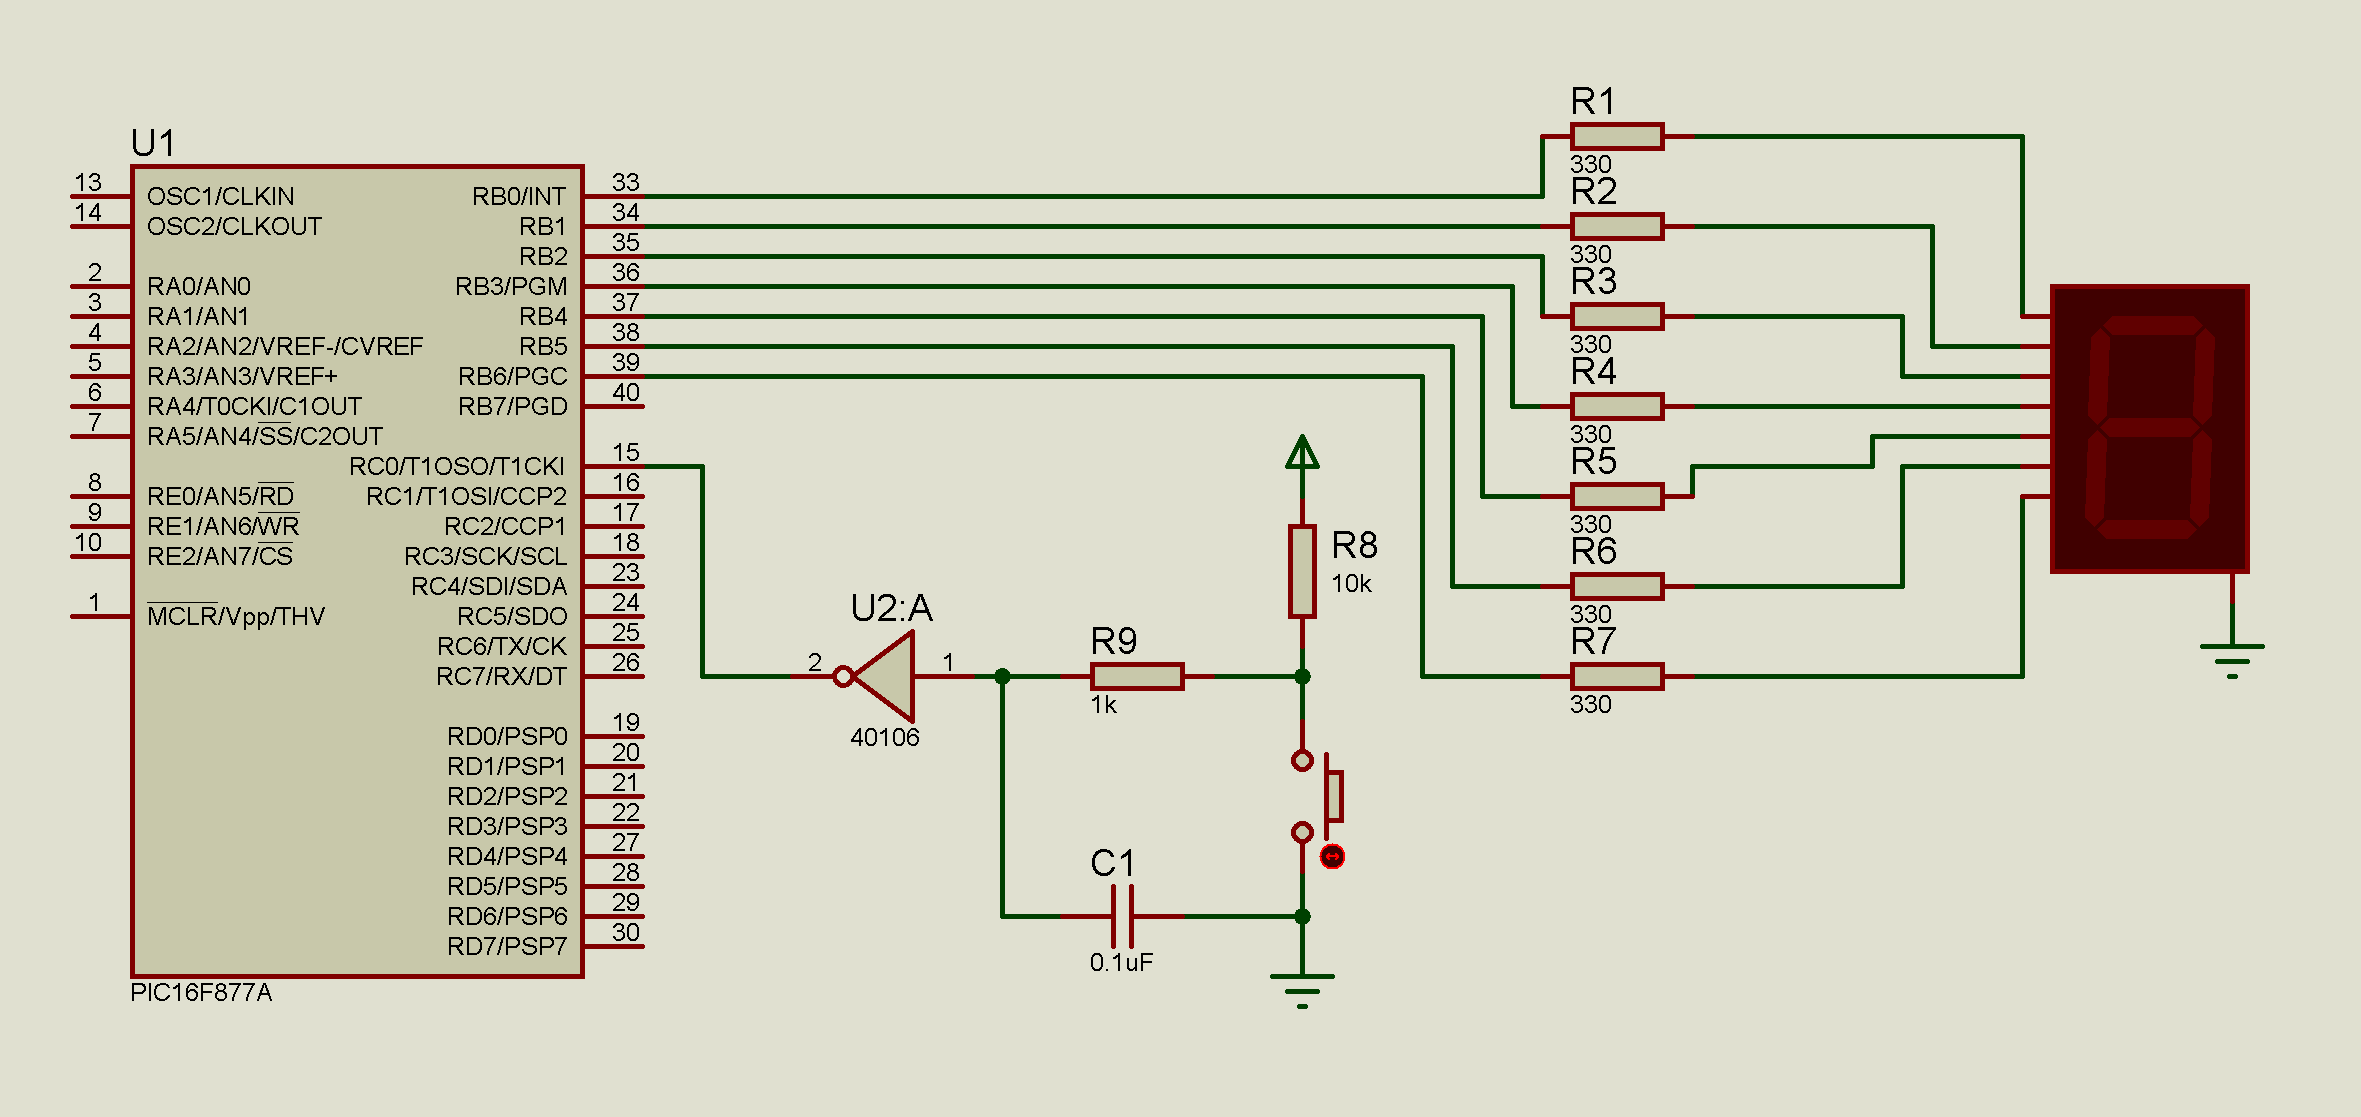 U1
13 OSC1/CLKIN
14 OSC2/CLKOUT
2 RA0/AN0
3 RA1/AN1
4 RA2/AN2/VREF-/CVREF
5 RA3/AN3/VREF+
6 RA4/T0CKI/C1OUT
7 RA5/AN4/SS/C2OUT
8 RE0/AN5/RD
9 RE1/AN6/WR
10 RE2/AN7/CS
1 MCLR/Vpp/THV
RB0/INT 33
RB1 34
RB2 35
RB3/PGM 36
RB4 37
RB5 38
RB6/PGC 39
RB7/PGD 40
RC0/T1OSO/T1CKI 15
RC1/T1OSI/CCP2 16
RC2/CCP1 17
RC3/SCK/SCL 18
RC4/SDI/SDA 23
RC5/SDO 24
RC6/TX/CK 25
RC7/RX/DT 26
RD0/PSP0 19
RD1/PSP1 20
RD2/PSP2 21
RD3/PSP3 22
RD4/PSP4 27
RD5/PSP5 28
RD6/PSP6 29
RD7/PSP7 30
PIC16F877A
U2:A
2 1
40106
R9
1k
R8
10k
C1
0.1uF
R1
330
R2
330
R3
330
R4
330
R5
330
R6
330
R7
330